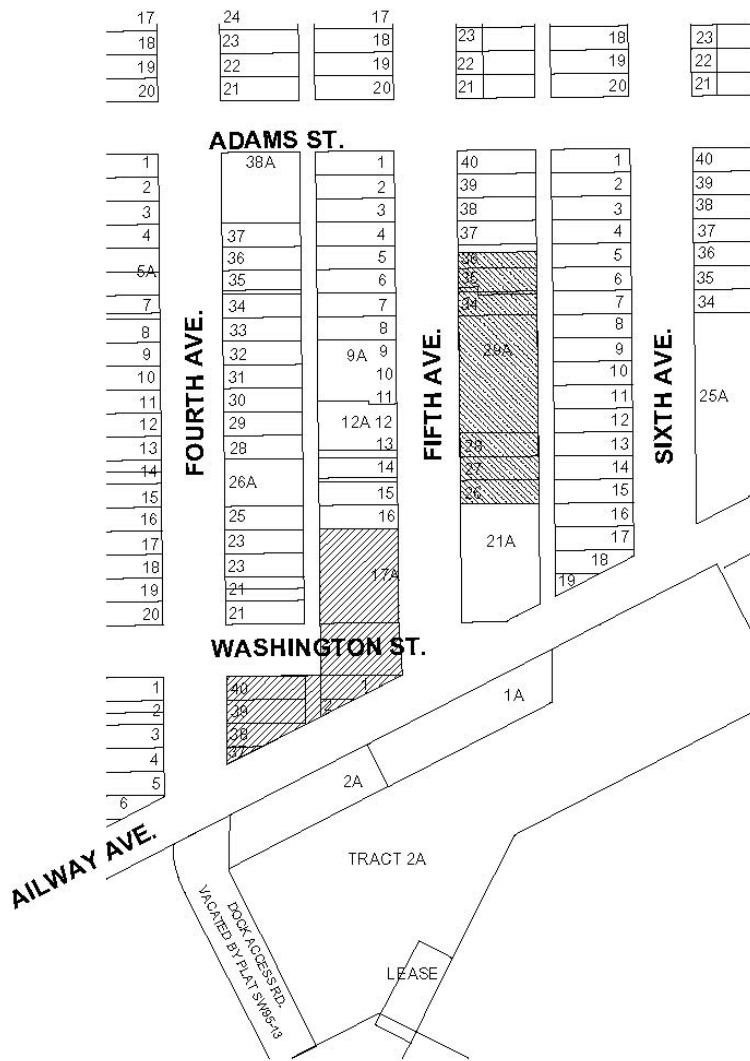 17 24 17 23 18 23
18 23 18 22 19 22
19 22 19 21 20 21
20 21 20
ADAMS ST.
1 38A 1 40 1 40
2 2 39 2 39
3 3 38 3 38
4 37 4 37 4 37
5A 36 5 36 5 36
35 6 35 6 35
7 34 7 34 7 34
8 33 8 8
9 32 9A 9 29A 9
10 31 10 10
11 30 11 11 25A
12 29 12A 12 12
13 28 13 28 13
14 26A 14 27 14
15 15 26 15
16 25 16 16
17 23 21A 17
18 23 17A 18
19 21 19
20 21
FOURTH AVE.
FIFTH AVE.
SIXTH AVE.
WASHINGTON ST.
1 40 1
2 39 2
3 38
4 37
5
6
1A
2A
AILWAY AVE.
TRACT 2A
DOCK ACCESS RD.
VACATED BY PLAT SW95-13
LEASE